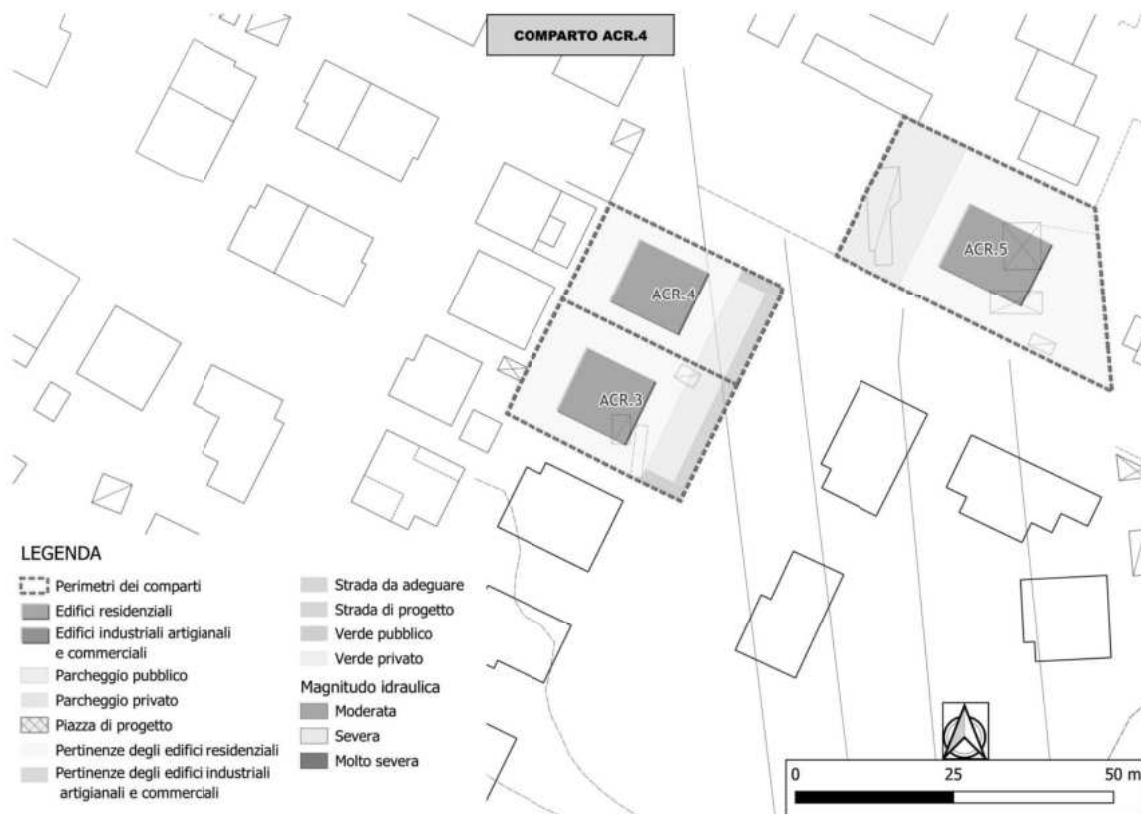 COMPARTO ACR.4
ACR.5
ACR.4
ACR.3
LEGENDA
Perimetri dei comparti
Edifici residenziali
Edifici industriali artigianali
e commerciali
Parcheggio pubblico
Parcheggio privato
Piazza di progetto
Pertinenze degli edifici residenziali
Pertinenze degli edifici industriali
artigianali e commerciali
Strada da adeguare
Strada di progetto
Verde pubblico
Verde privato
Magnitudo idraulica
Moderata
Severa
Molto severa
0 25 50 m